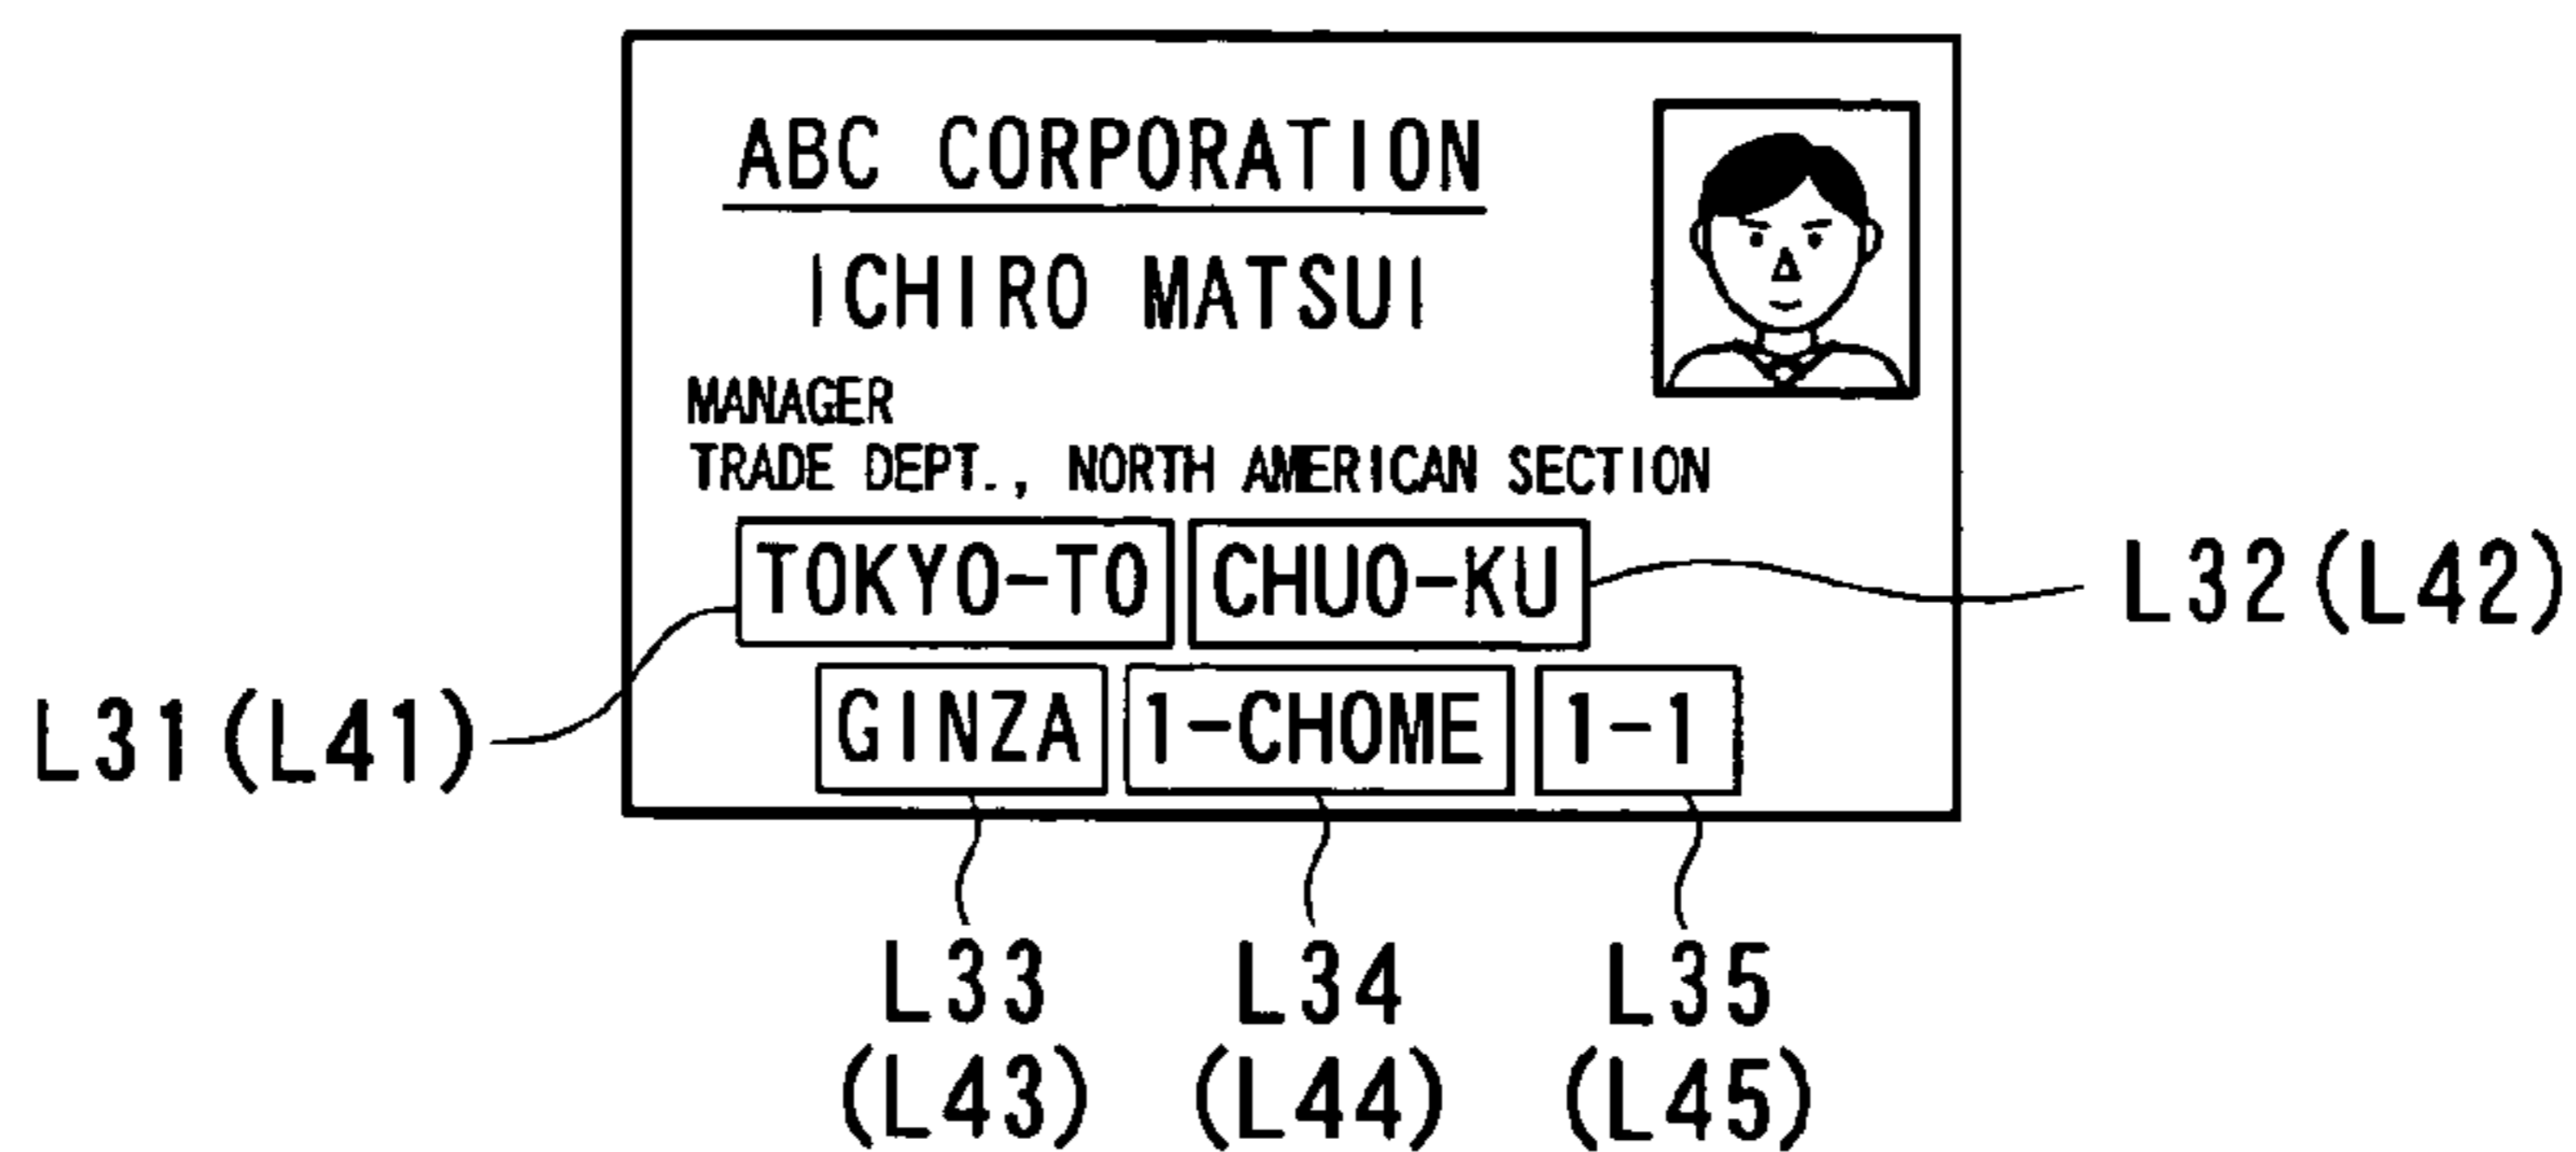 ABC CORPORATION
ICHIRO MATSUI
MANAGER
TRADE DEPT., NORTH AMERICAN SECTION
TOKYO-TO CHUO-KU
L32(L42)
L31(L41)
GINZA 1-CHOME 1-1
L33 L34 L35
(L43) (L44) (L45)